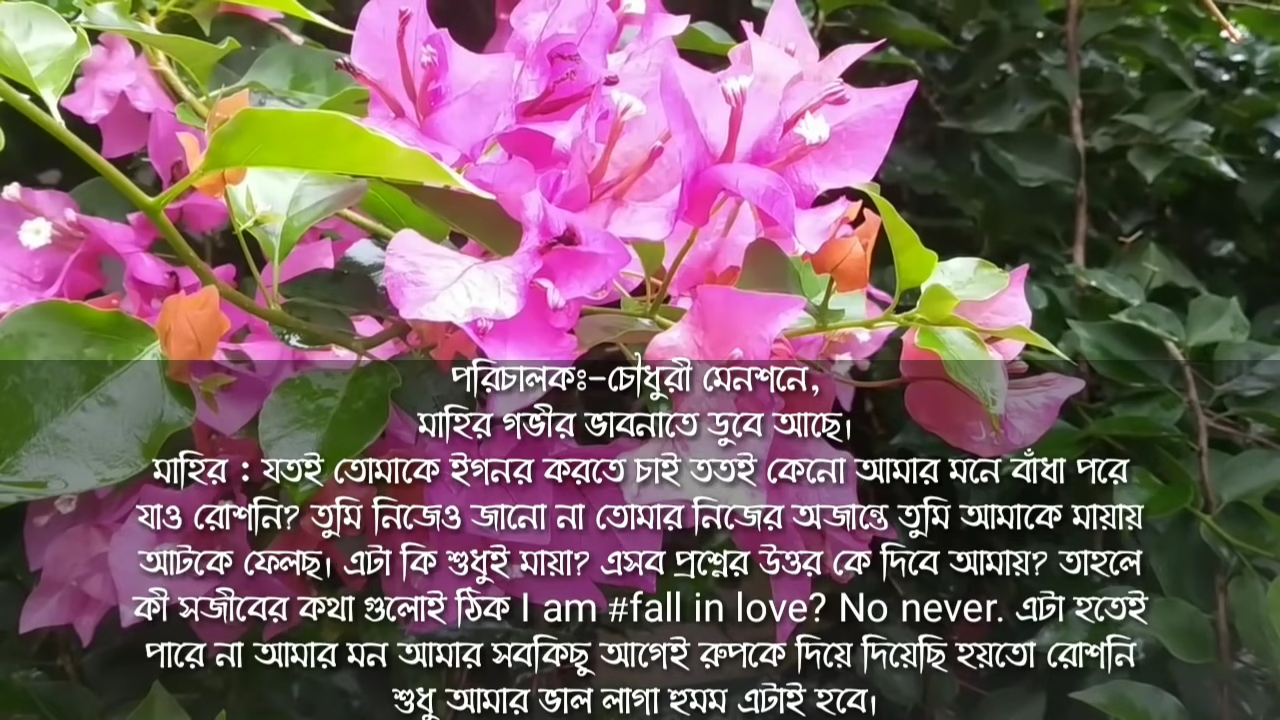 পরিচালকঃ-চৌধুরী মেনশনে,
মাহির গভীর ভাবনাতে ডুবে আছে।
মাহির : যতই তোমাকে ইগনর করতে চাই ততই কেনো আমার মনে বাঁধা পরে
যাও রোশনি? তুমি নিজেও জানো না তোমার নিজের অজান্তে তুমি আমাকে মায়ায়
আটকে ফেলছ। এটা কি শুধুই মায়া? এসব প্রশ্নের উত্তর কে দিবে আমায়? তাহলে
কী সজীবের কথা গুলোই ঠিক I am #fall in love? No never. এটা হতেই
পারে না আমার মন আমার সবকিছু আগেই রুপকে দিয়ে দিয়েছি হয়তো রোশনি
শুধু আমার ভাল লাগা হুমম এটাই হবে।